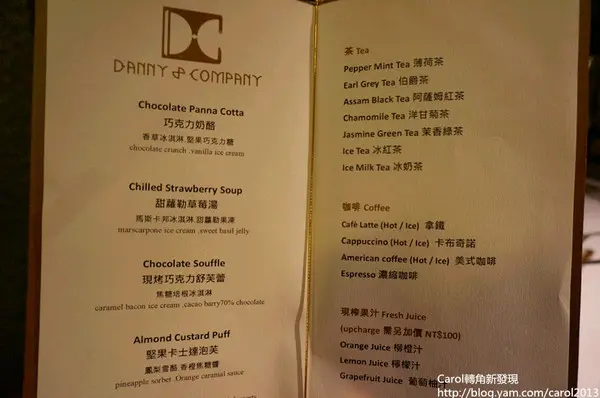 DANNY & COMPANY
Chocolate Panna Cotta
巧克力奶酪
香草冰淇淋.堅果巧克力糖
chocolate crunch .vanilla ice cream
Chilled Strawberry Soup
甜蘿勒草莓湯
馬斯卡邦冰淇淋.甜蘿勒果凍
marscarpone ice cream .sweet basil jelly
Chocolate Souffle
現烤巧克力舒芙蕾
焦糖培根冰淇淋
caramel bacon ice cream .cacao barry70% chocolate
Almond Custard Puff
堅果卡士達泡芙
鳳梨雪酪 香橙焦糖醬
pineapple sorbet .Orange caramial sauce
茶 Tea
Pepper Mint Tea 薄荷茶
Earl Grey Tea 伯爵茶
Assam Black Tea 阿薩姆紅茶
Chamomile Tea 洋甘菊茶
Jasmine Green Tea 茉香綠茶
Ice Tea 冰紅茶
Ice Milk Tea 冰奶茶
咖啡 Coffee
Café Latte (Hot / Ice) 拿鐵
Cappuccino (Hot / Ice) 卡布奇諾
American coffee (Hot / Ice) 美式咖啡
Espresso 濃縮咖啡
現榨果汁 Fresh Juice
(upcharge 需另加價 NT$100)
Orange Juice 柳橙汁
Lemon Juice 檸檬汁
Grapefruit Juice 葡萄柚汁
Carol轉角新發現
http://blog.yam.com/carol2013